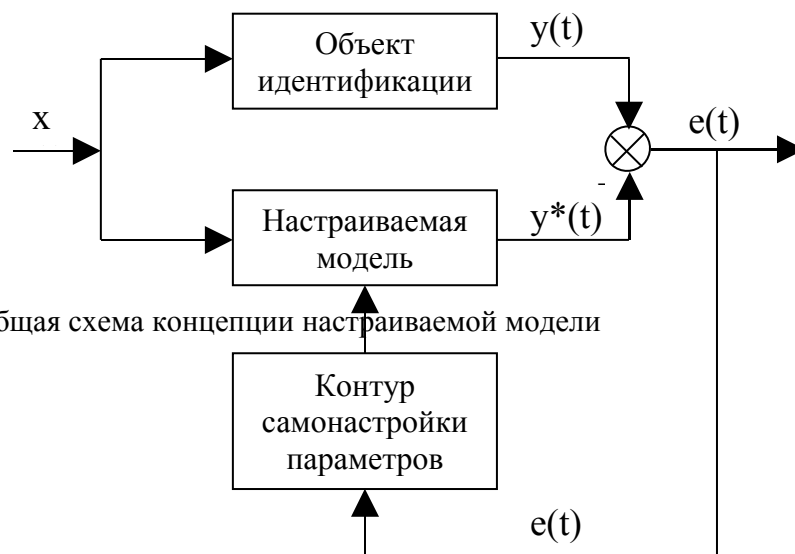 Объект
идентификации
y(t)
x
e(t)
-
Настраиваемая
модель
y*(t)
бщая схема концепции настраиваемой модели
Контур
самонастройки
параметров
e(t)